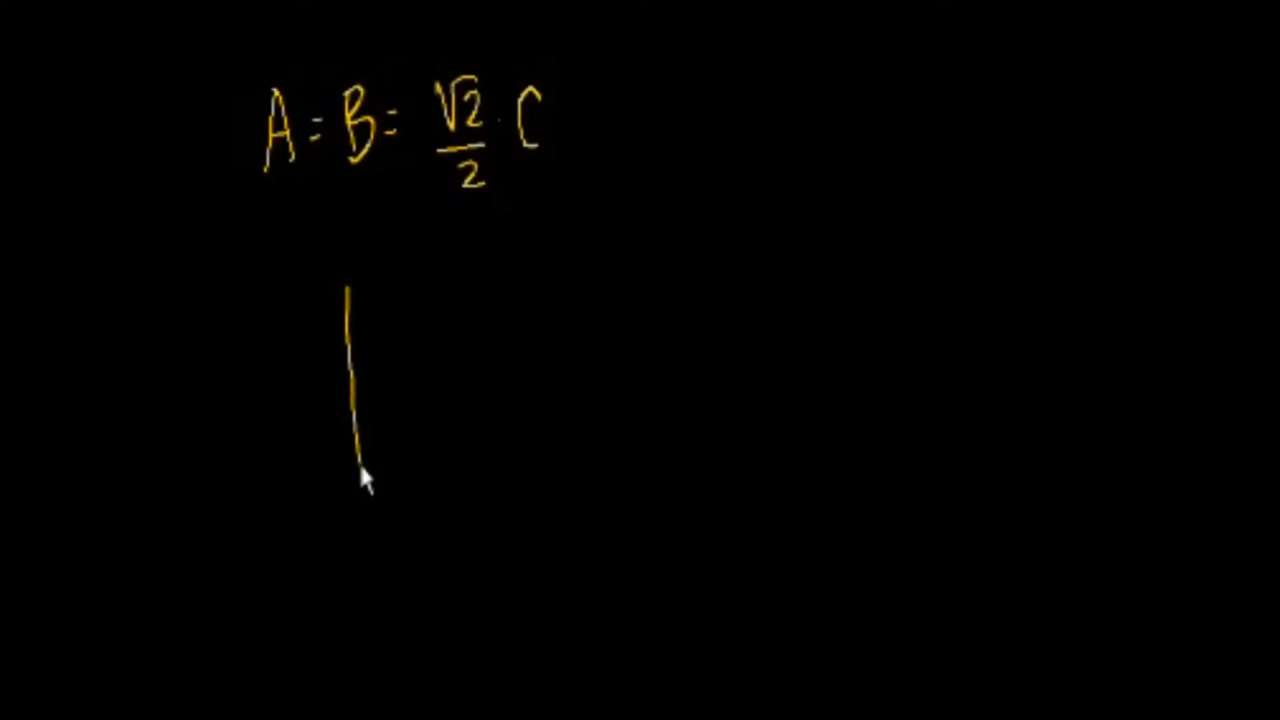 A = B = √2/2 · C